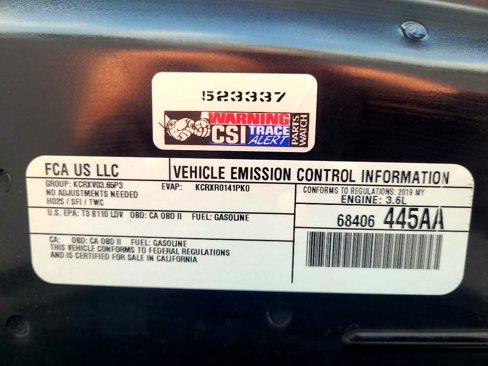 523337
WARNING
CSI TRACE
ALERT
PARTS
WATCH
FCA US LLC
VEHICLE EMISSION CONTROL INFORMATION
GROUP: KCRXV03.65P3 EVAP: KCRXR0141PK0
NO ADJUSTMENTS NEEDED
HO2S / SFI / TWC
CONFORMS TO REGULATIONS: 2019 MY
ENGINE: 3.6L
U.S. EPA: T3 B110 LDV OBD: CA OBD II FUEL: GASOLINE
68406 445AA
CA: OBD: CA OBD II FUEL: GASOLINE
THIS VEHICLE CONFORMS TO FEDERAL REGULATIONS
AND IS CERTIFIED FOR SALE IN CALIFORNIA